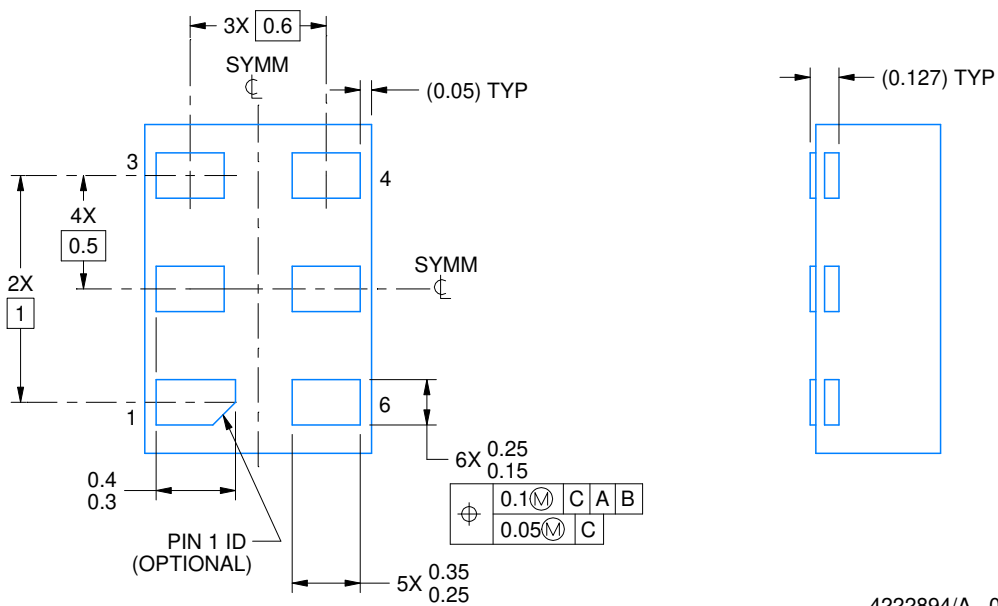 3X 0.6
SYMM
℄
(0.05) TYP
(0.127) TYP
3
4
4X
0.5
2X
1
SYMM
℄
1
6
6X 0.25
0.15
0.4
0.3
0.1Ⓜ C A B
0.05Ⓜ C
PIN 1 ID
(OPTIONAL)
5X 0.35
0.25